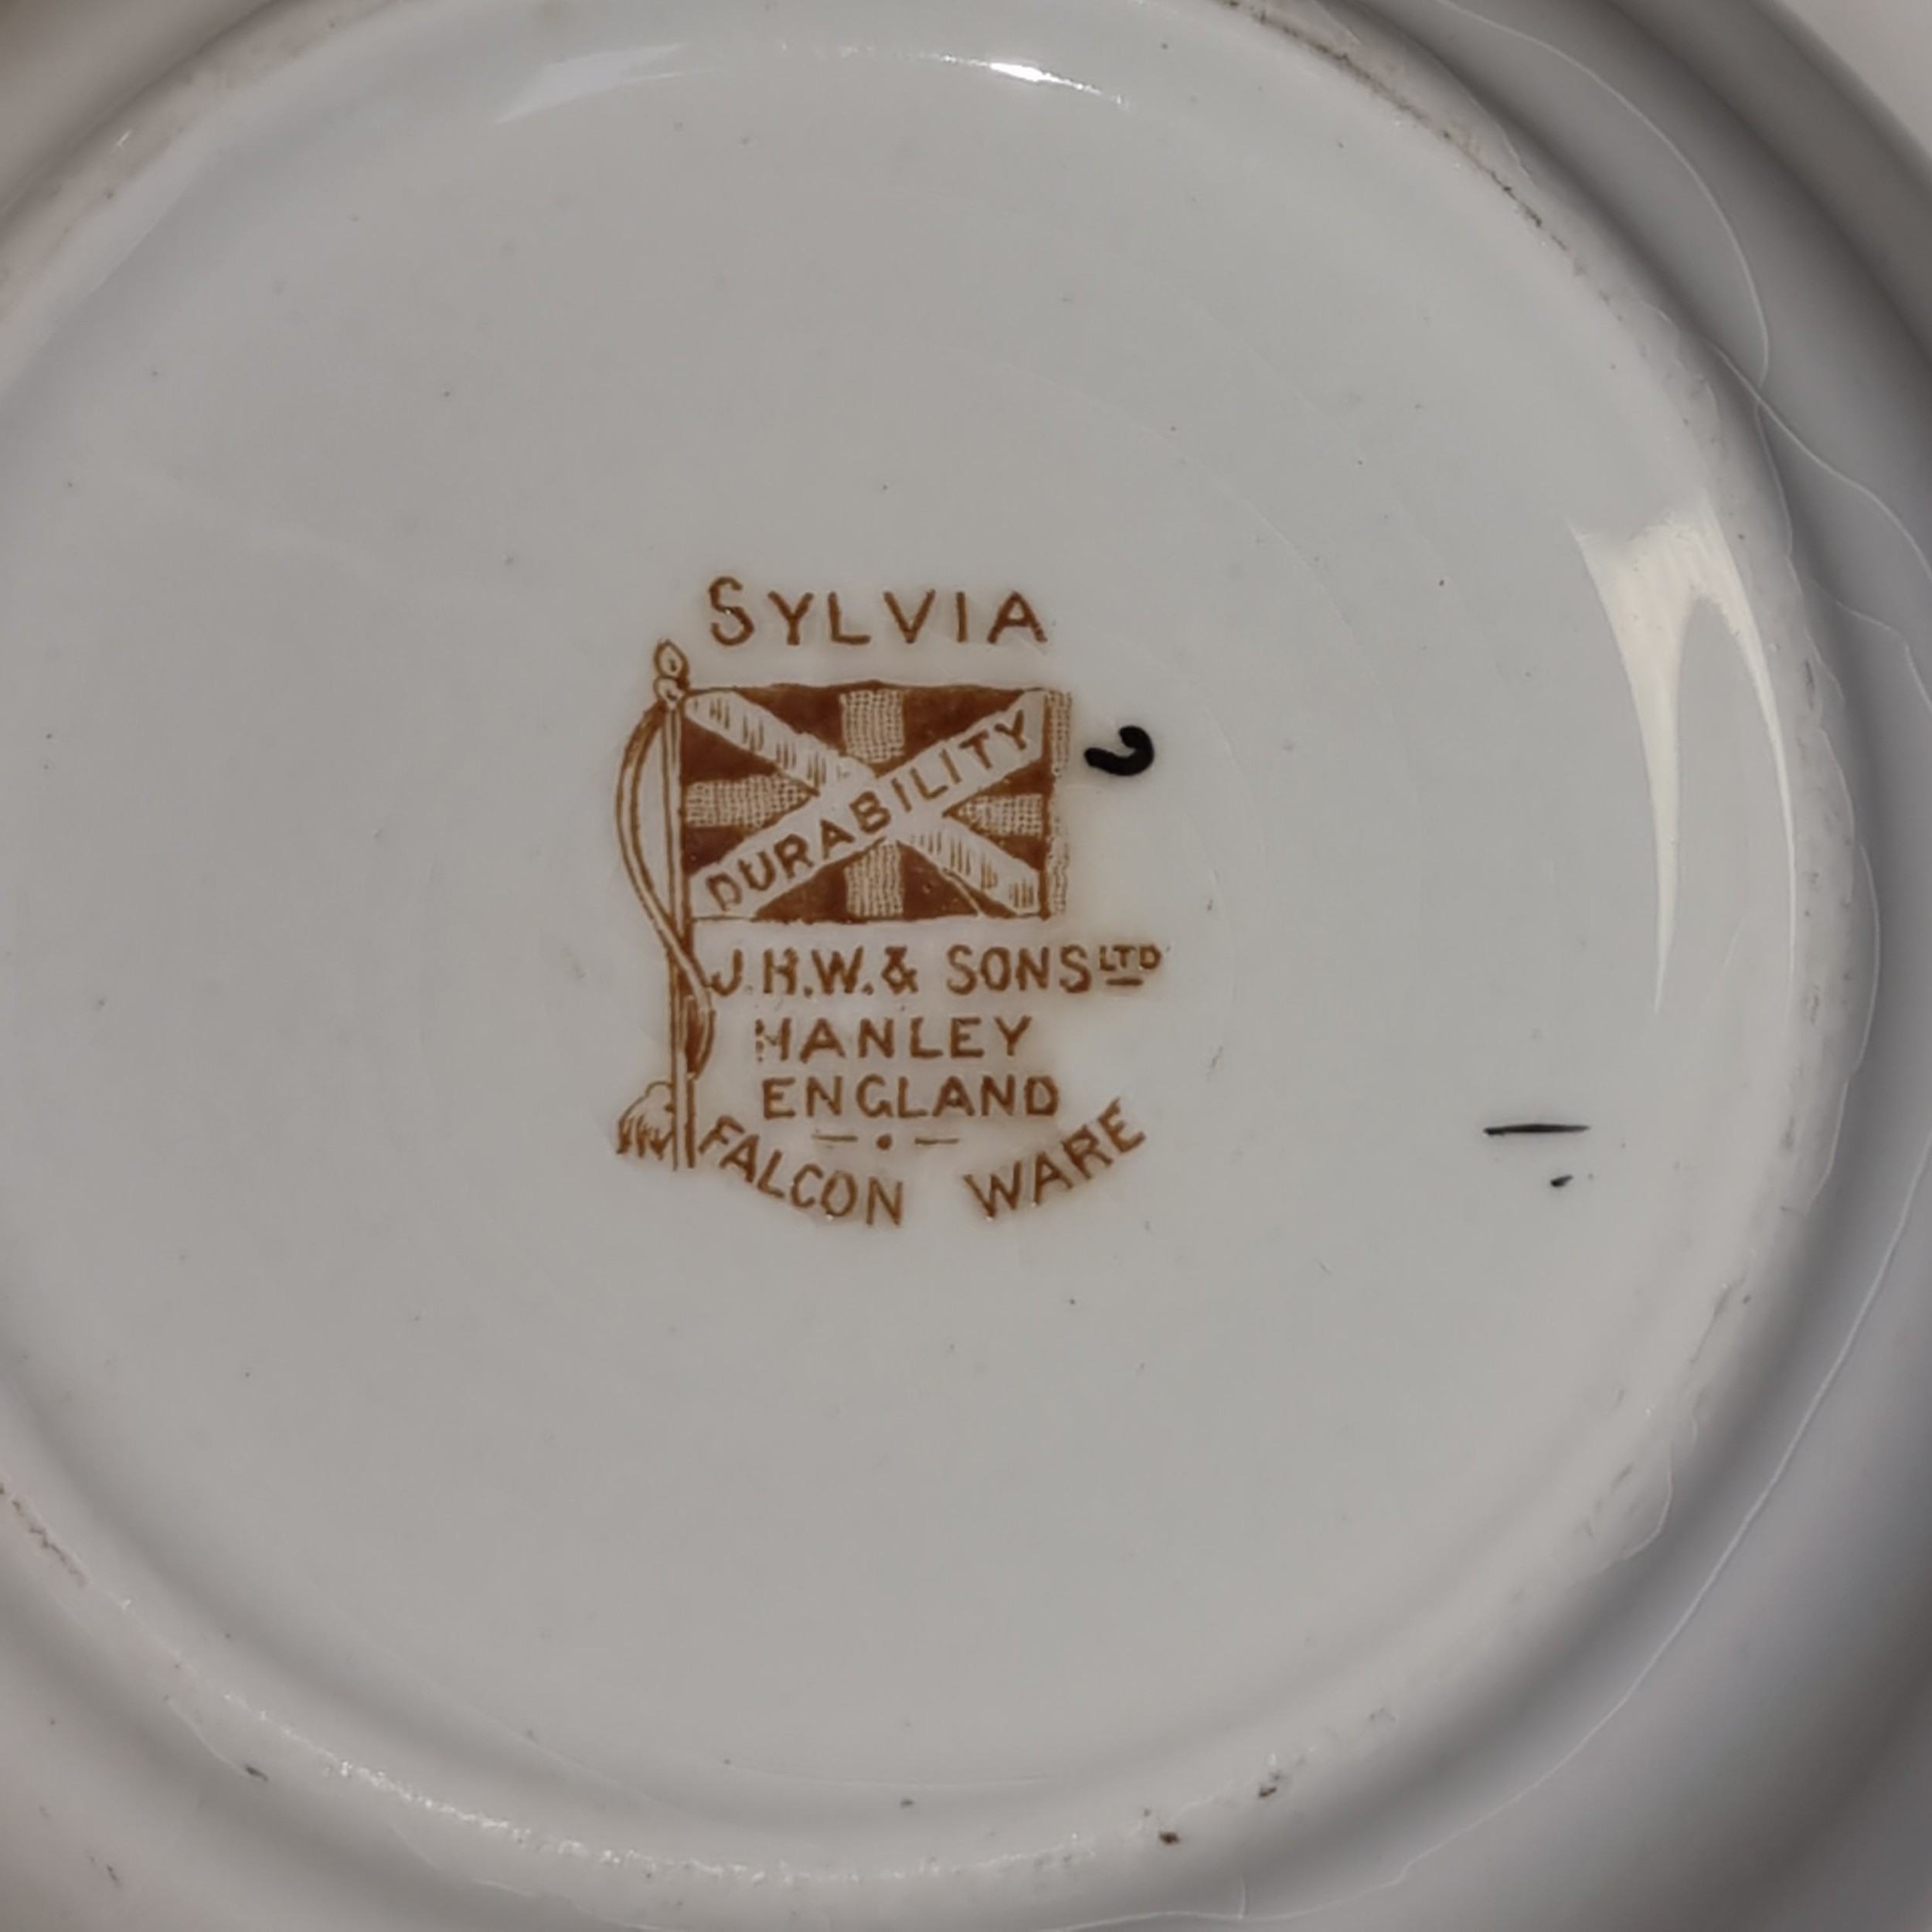 SYLVIA
DURABILITY
J.H.W. & SONS LTD
HANLEY
ENGLAND
FALCON WARE